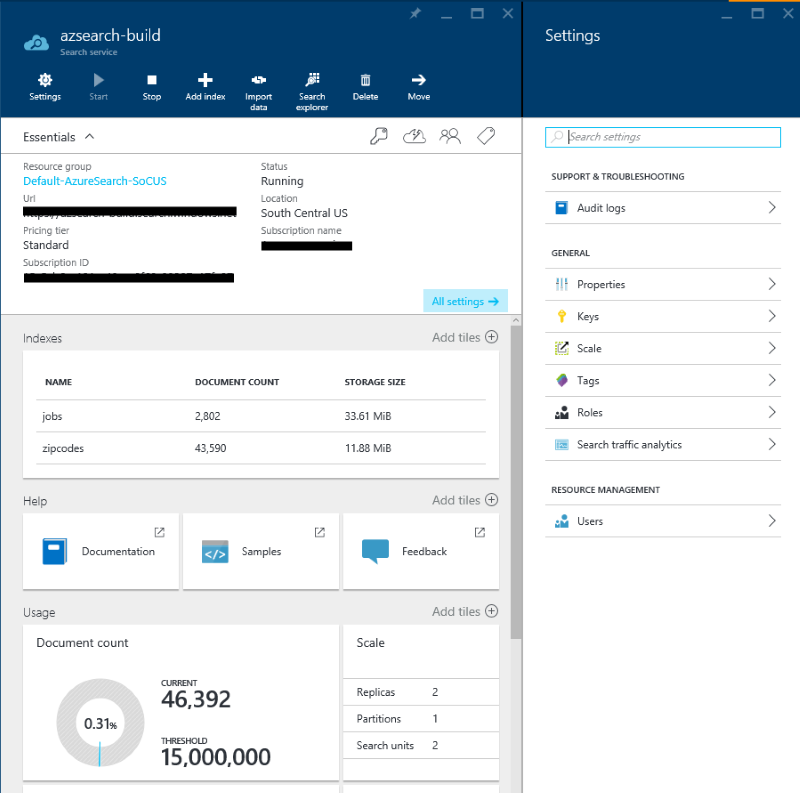 azsearch-build
Search service
Settings
Start
Stop
Add index
Import data
Search explorer
Delete
Move
Essentials
Resource group
Default-AzureSearch-SoCUS
Status
Running
Url
Location
South Central US
Pricing tier
Standard
Subscription name
Subscription ID
All settings
Indexes
Add tiles
NAME DOCUMENT COUNT STORAGE SIZE
jobs 2,802 33.61 MiB
zipcodes 43,590 11.88 MiB
Help
Add tiles
Documentation
Samples
Feedback
Usage
Add tiles
Document count
0.31%
CURRENT
46,392
THRESHOLD
15,000,000
Scale
Replicas 2
Partitions 1
Search units 2
Settings
Search settings
SUPPORT & TROUBLESHOOTING
Audit logs
GENERAL
Properties
Keys
Scale
Tags
Roles
Search traffic analytics
RESOURCE MANAGEMENT
Users